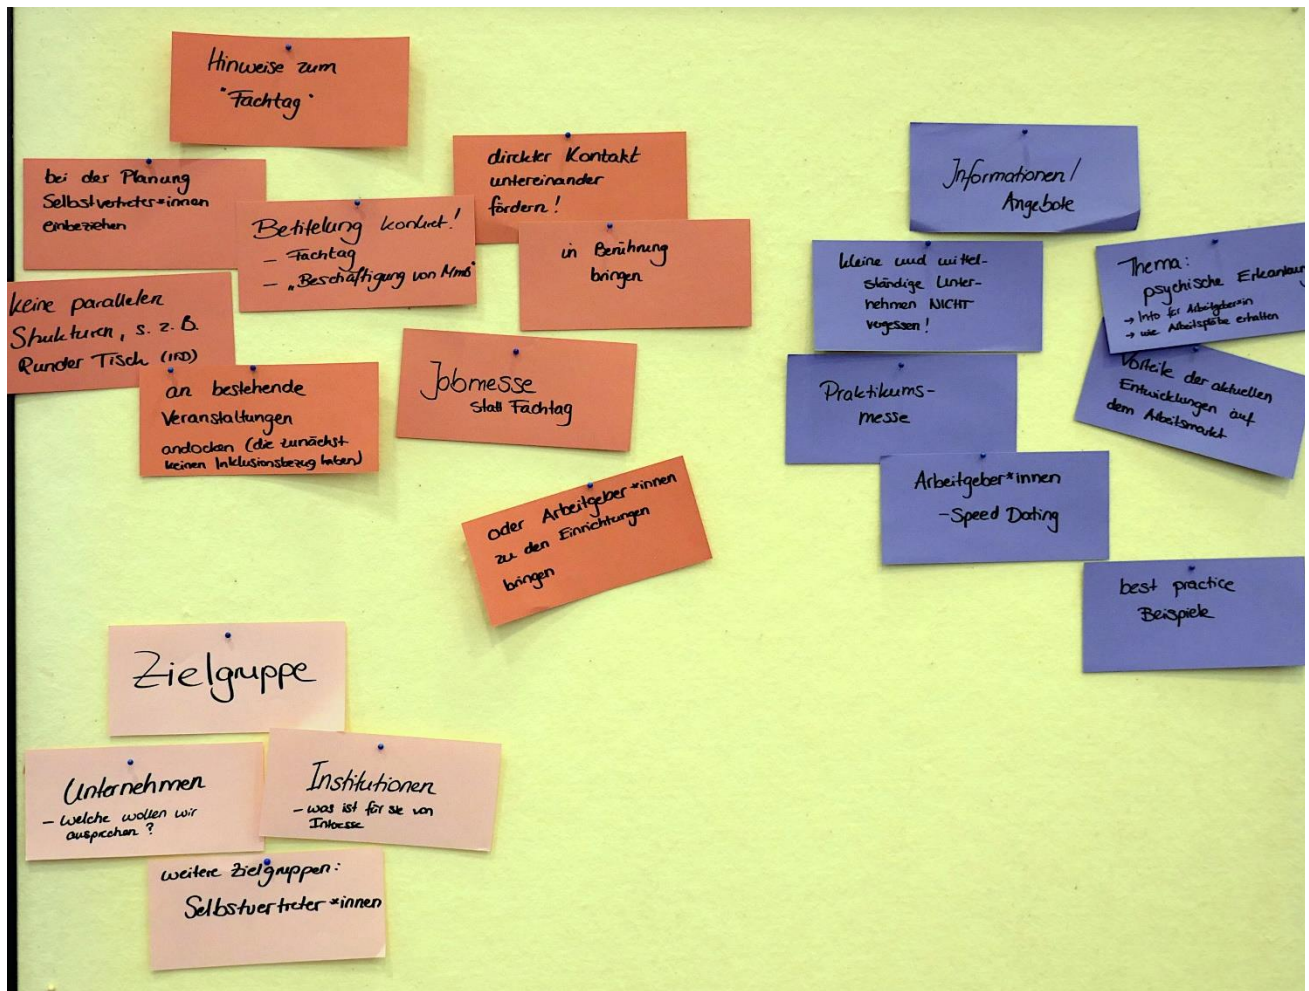 Hinweise zum
"Fachtag"
bei der Planung
Selbstvertreter*innen
einbeziehen
Betitelung konkret!
- Fachtag
- "Beschäftigung von MmB"
direkter Kontakt
untereinander
fördern!
in Berührung
bringen
keine parallelen
Strukturen, s. z. B.
Runder Tisch (IFD)
an bestehende
Veranstaltungen
andocken (die zunächst
keinen Inklusionsbezug haben)
Jobmesse
statt Fachtag
oder Arbeitgeber*innen
zu den Einrichtungen
bringen
Informationen/
Angebote
kleine und mittel-
ständige Unter-
nehmen NICHT
vergessen!
Thema:
psychische Erkrankung
→ Info für Arbeitgeber*in
→ wie Arbeitsplätze erhalten
Vorteile der aktuellen
Entwicklungen auf
dem Arbeitsmarkt
Praktikums-
messe
Arbeitgeber*innen
- Speed Dating
best practice
Beispiele
Zielgruppe
Unternehmen
- welche wollen wir
ansprechen?
Institutionen
- was ist für sie von
Interesse
weitere Zielgruppen:
Selbstvertreter*innen